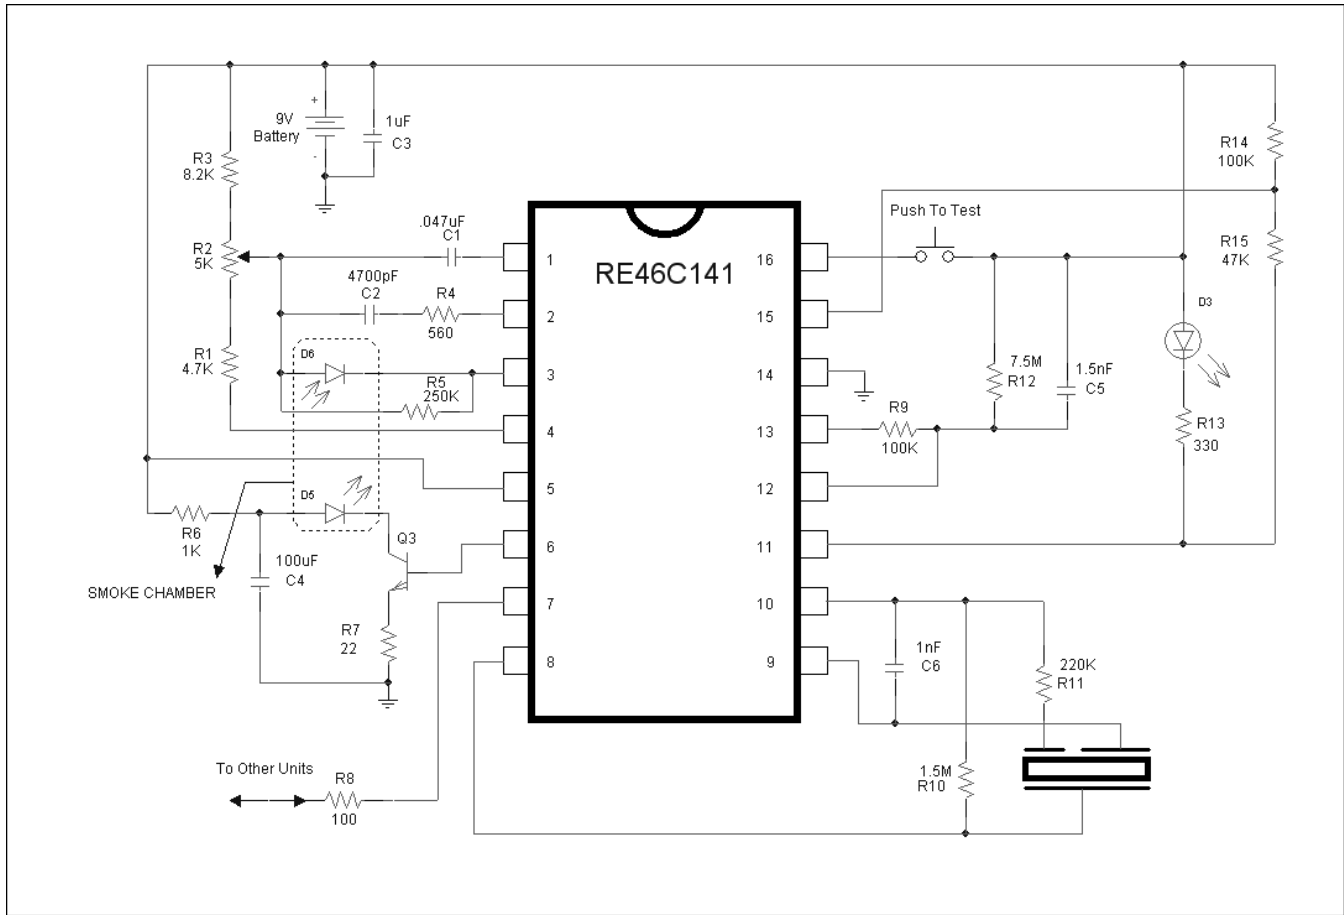 +
9V
Battery
-
1uF
C3
R3
8.2K
R2
5K
R1
4.7K
.047uF
C1
4700pF
C2
R4
560
D6
R5
250K
D5
R6
1K
100uF
C4
Q3
R7
22
SMOKE CHAMBER
To Other Units
R8
100
RE46C141
1
2
3
4
5
6
7
8
16
15
14
13
12
11
10
9
Push To Test
R14
100K
R15
47K
D3
7.5M
R12
1.5nF
C5
R9
100K
R13
330
1nF
C6
220K
R11
1.5M
R10